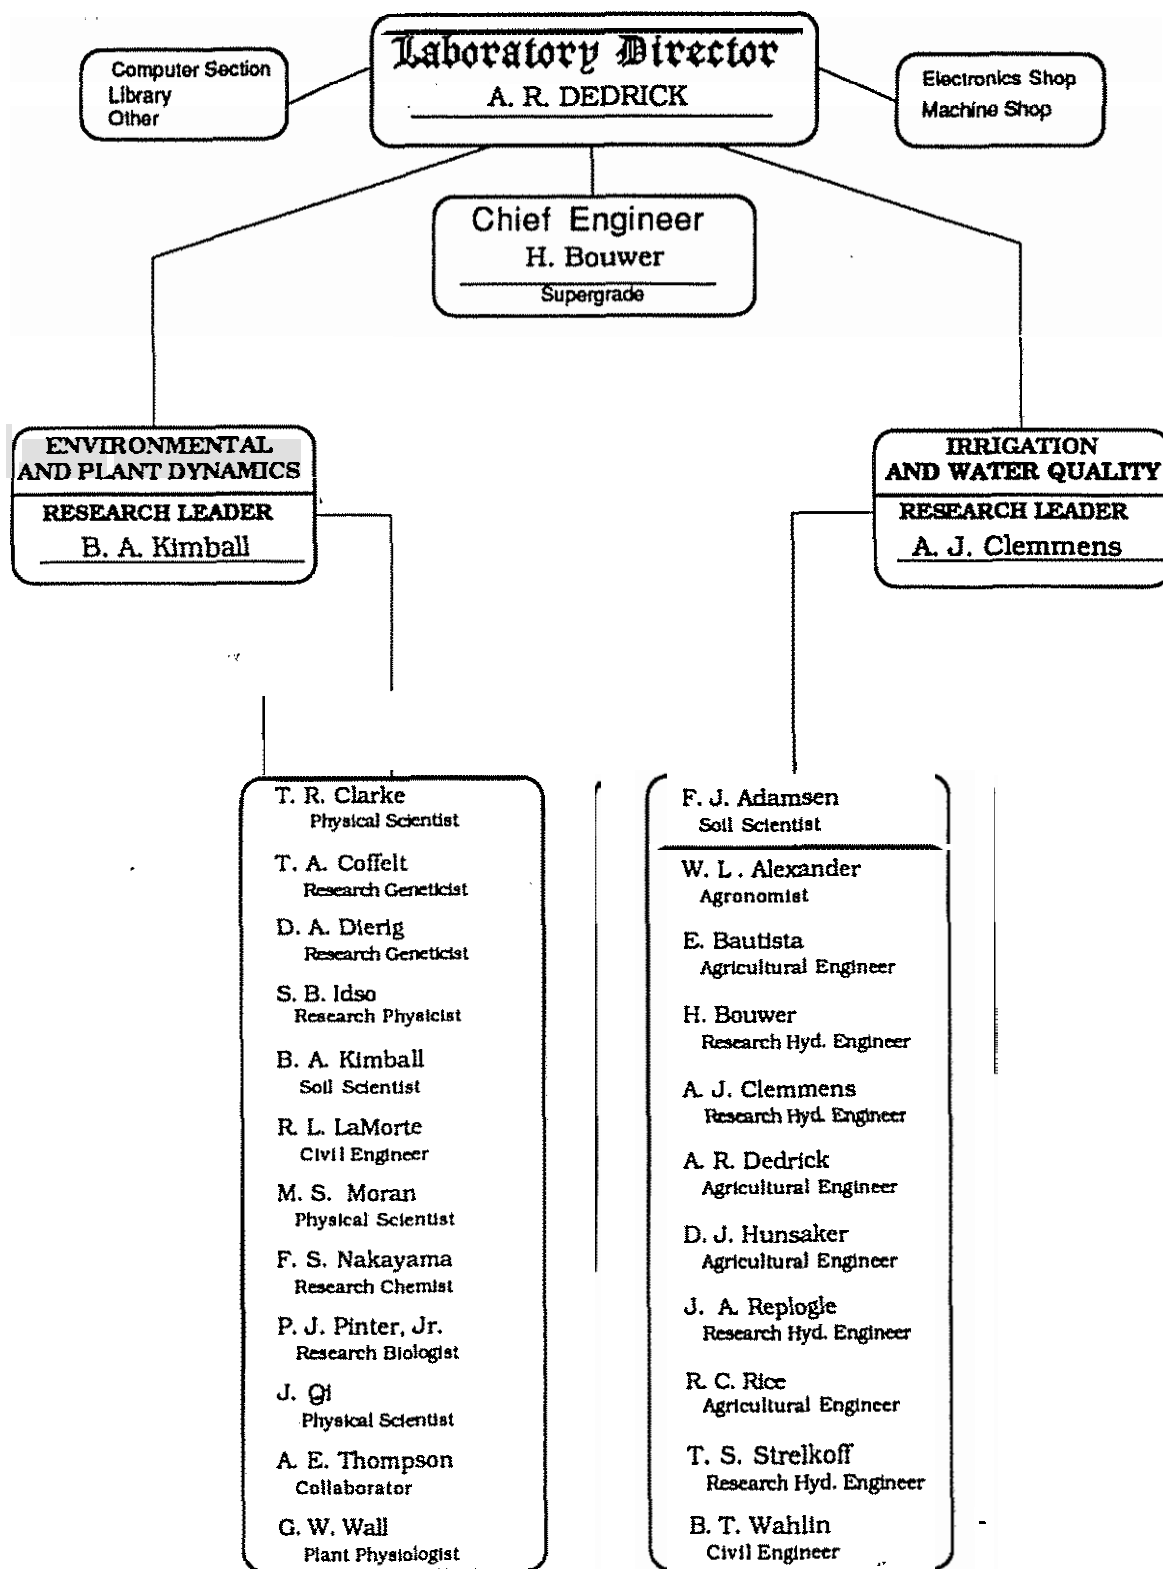 Laboratory Director
A. R. DEDRICK
Computer Section
Library
Other
Electronics Shop
Machine Shop
Chief Engineer
H. Bouwer
Supergrade
ENVIRONMENTAL
AND PLANT DYNAMICS
RESEARCH LEADER
B. A. Kimball
IRRIGATION
AND WATER QUALITY
RESEARCH LEADER
A. J. Clemmens
T. R. Clarke
Physical Scientist
T. A. Coffelt
Research Geneticist
D. A. Dierig
Research Geneticist
S. B. Idso
Research Physicist
B. A. Kimball
Soil Scientist
R. L. LaMorte
Civil Engineer
M. S. Moran
Physical Scientist
F. S. Nakayama
Research Chemist
P. J. Pinter, Jr.
Research Biologist
J. Qi
Physical Scientist
A. E. Thompson
Collaborator
G. W. Wall
Plant Physiologist
F. J. Adamsen
Soil Scientist
W. L. Alexander
Agronomist
E. Bautista
Agricultural Engineer
H. Bouwer
Research Hyd. Engineer
A. J. Clemmens
Research Hyd. Engineer
A. R. Dedrick
Agricultural Engineer
D. J. Hunsaker
Agricultural Engineer
J. A. Replogle
Research Hyd. Engineer
R. C. Rice
Agricultural Engineer
T. S. Strelkoff
Research Hyd. Engineer
B. T. Wahlin
Civil Engineer